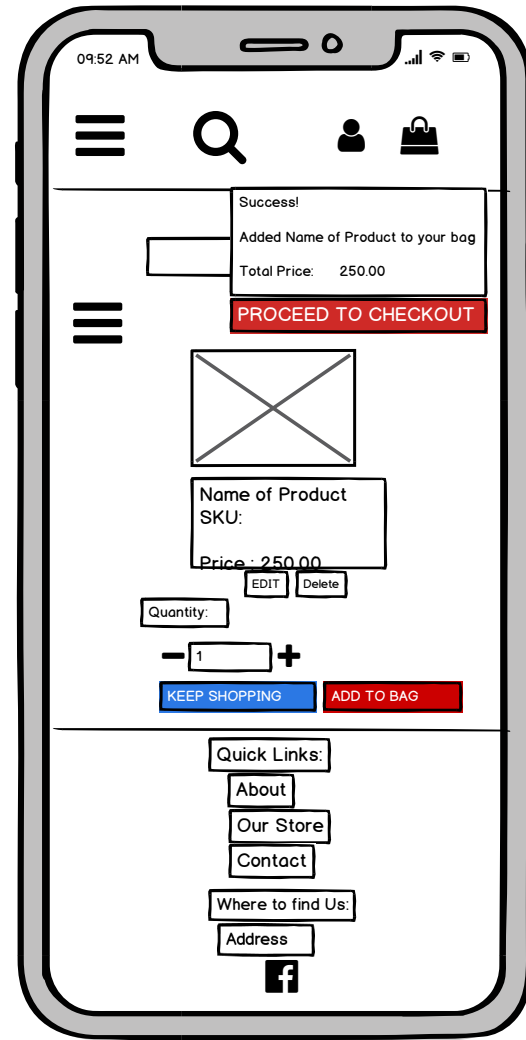 09:52 AM
Success!
Added Name of Product to your bag
Total Price: 250.00
PROCEED TO CHECKOUT
Name of Product
SKU:
Price : 250.00
EDIT Delete
Quantity:
1
KEEP SHOPPING ADD TO BAG
Quick Links:
About
Our Store
Contact
Where to find Us:
Address